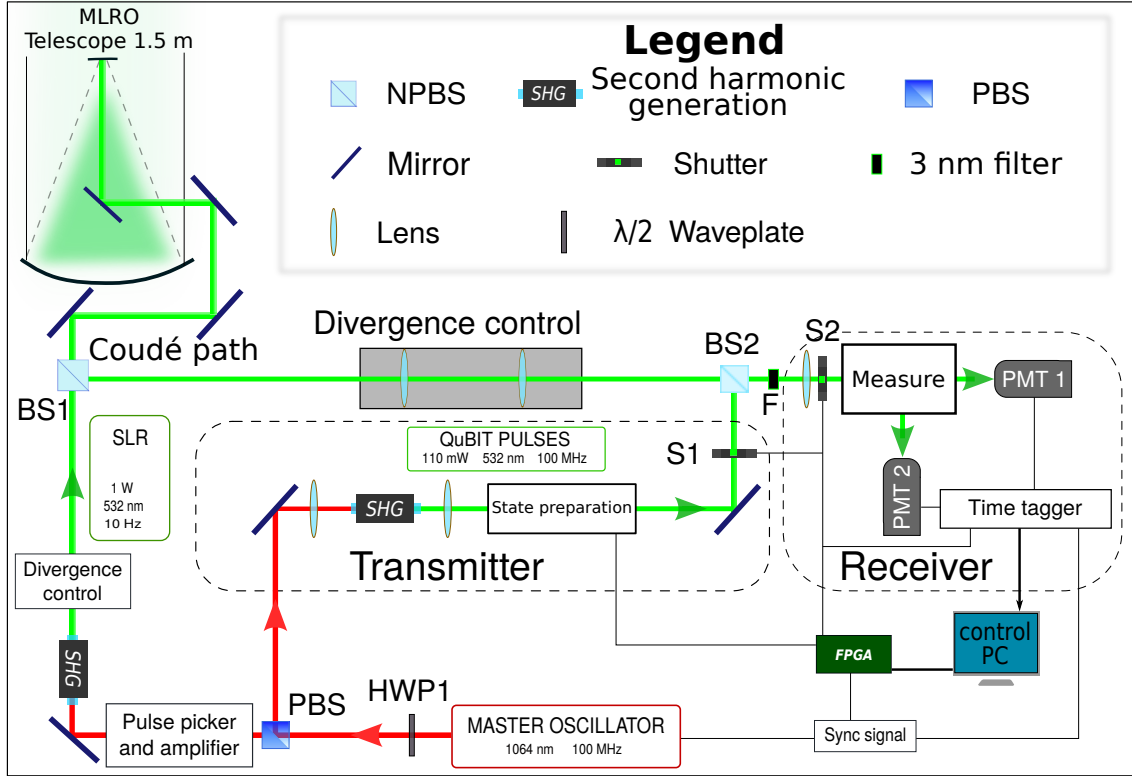 MLRO
Telescope 1.5 m
Legend
NPBS
SHG
Second harmonic
generation
PBS
Mirror
Shutter
3 nm filter
Lens
λ/2 Waveplate
Coudé path
BS1
Divergence control
BS2
F
S2
Measure
PMT 1
PMT 2
SLR
1 W
532 nm
10 Hz
QuBIT PULSES
110 mW 532 nm 100 MHz
S1
SHG
State preparation
Time tagger
Transmitter
Receiver
Divergence
control
SHG
FPGA
control
PC
PBS
HWP1
Pulse picker
and amplifier
MASTER OSCILLATOR
1064 nm 100 MHz
Sync signal